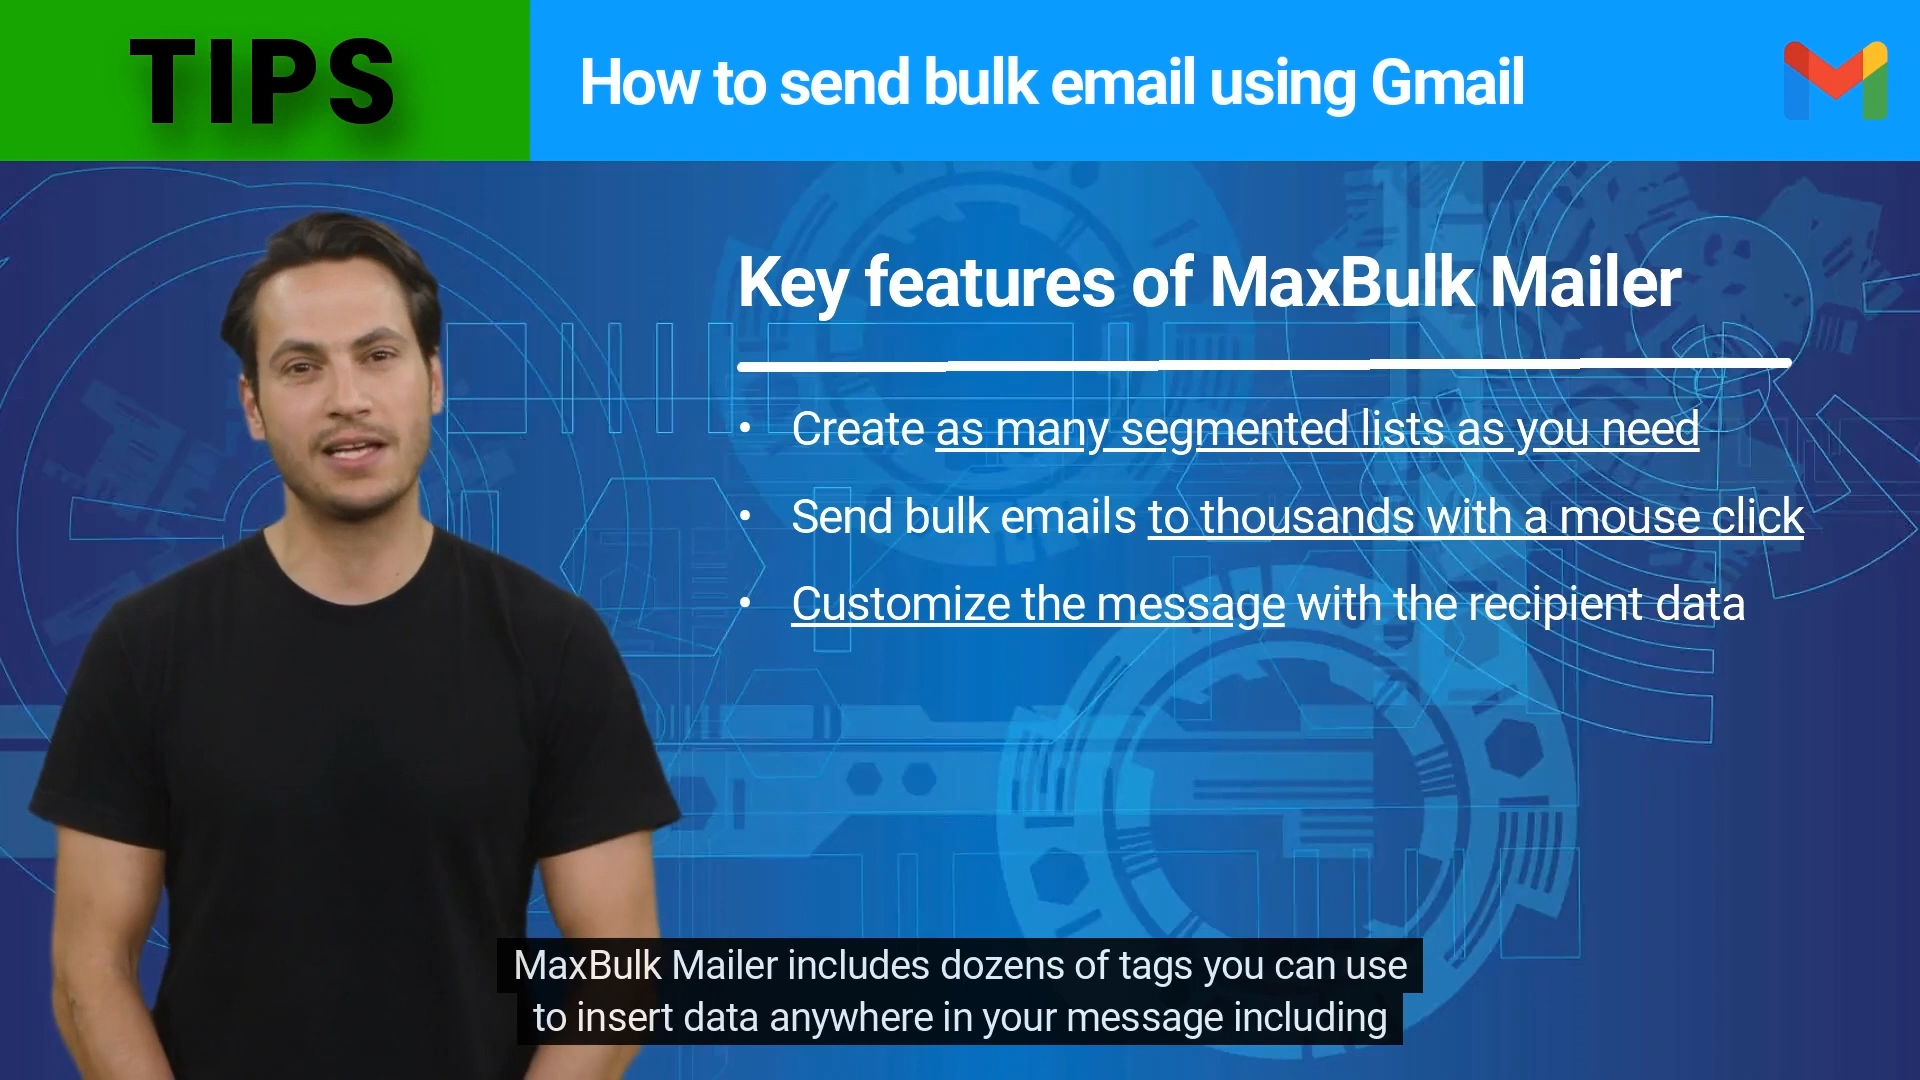 TIPS
How to send bulk email using Gmail
Key features of MaxBulk Mailer
• Create as many segmented lists as you need
• Send bulk emails to thousands with a mouse click
• Customize the message with the recipient data
MaxBulk Mailer includes dozens of tags you can use
to insert data anywhere in your message including